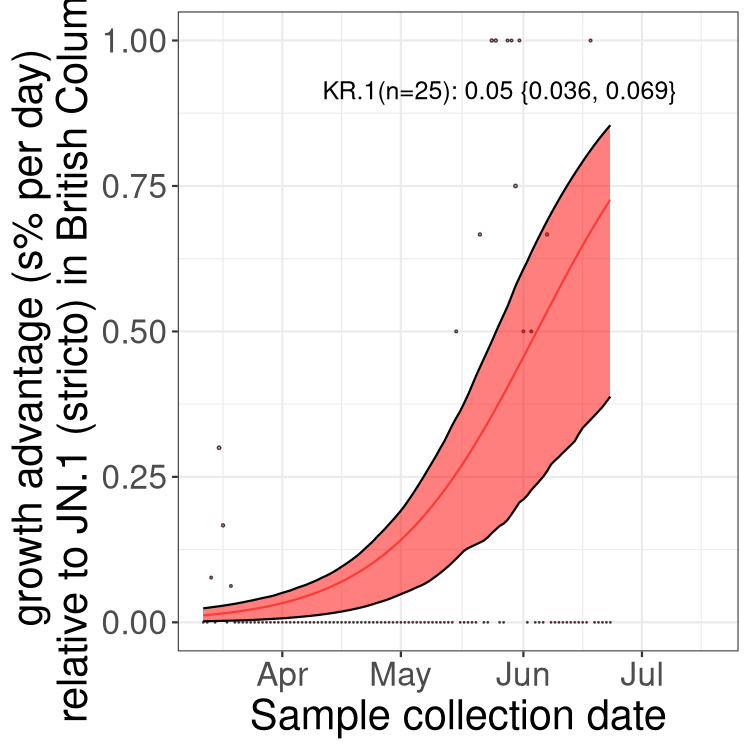 growth advantage (s% per day)
relative to JN.1 (stricto) in British Colum
1.00
0.75
0.50
0.25
0.00
KR.1(n=25): 0.05 {0.036, 0.069}
Apr
May
Jun
Jul
Sample collection date